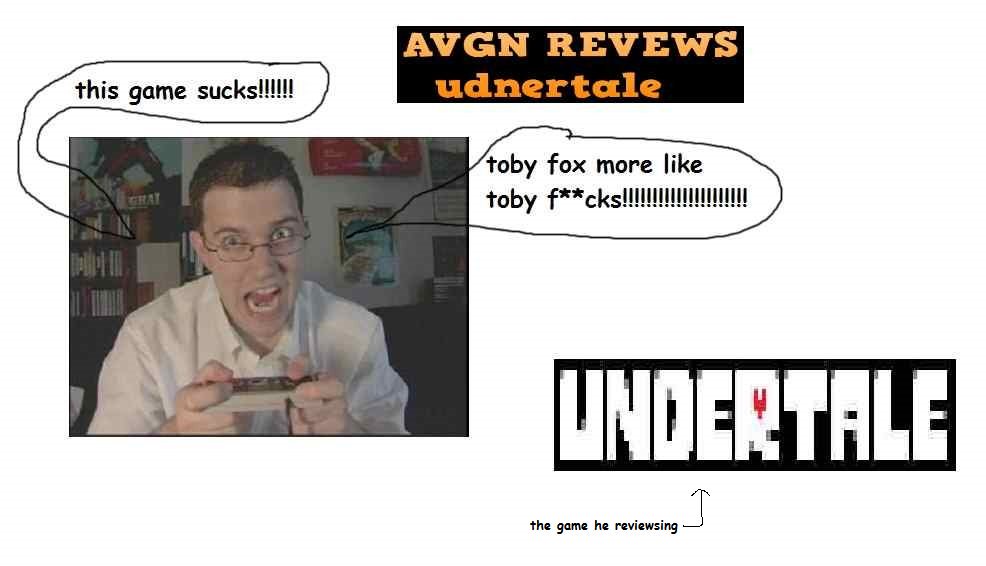 AVGN REVEWS
udnertale
this game sucks!!!!!!
toby fox more like
toby f**cks!!!!!!!!!!!!!!!!!!!!!
UNDERTALE
the game he reviewsing